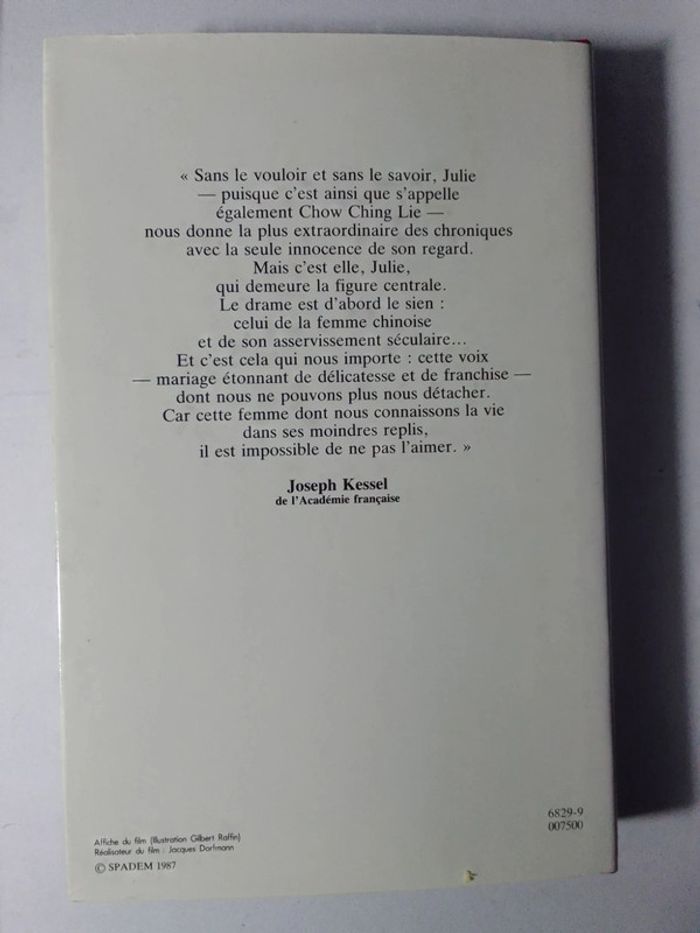 « Sans le vouloir et sans le savoir, Julie
— puisque c'est ainsi que s'appelle
également Chow Ching Lie —
nous donne la plus extraordinaire des chroniques
avec la seule innocence de son regard.
Mais c'est elle, Julie,
qui demeure la figure centrale.
Le drame est d'abord le sien :
celui de la femme chinoise
et de son asservissement séculaire...
Et c'est cela qui nous importe : cette voix
— mariage étonnant de délicatesse et de franchise —
dont nous ne pouvons plus nous détacher.
Car cette femme dont nous connaissons la vie
dans ses moindres replis,
il est impossible de ne pas l'aimer. »
Joseph Kessel
de l'Académie française
6829-9
007500
Affiche du film (Illustration Gilbert Raffin)
Réalisateur du film : Jacques Dorfmann
© SPADEM 1987